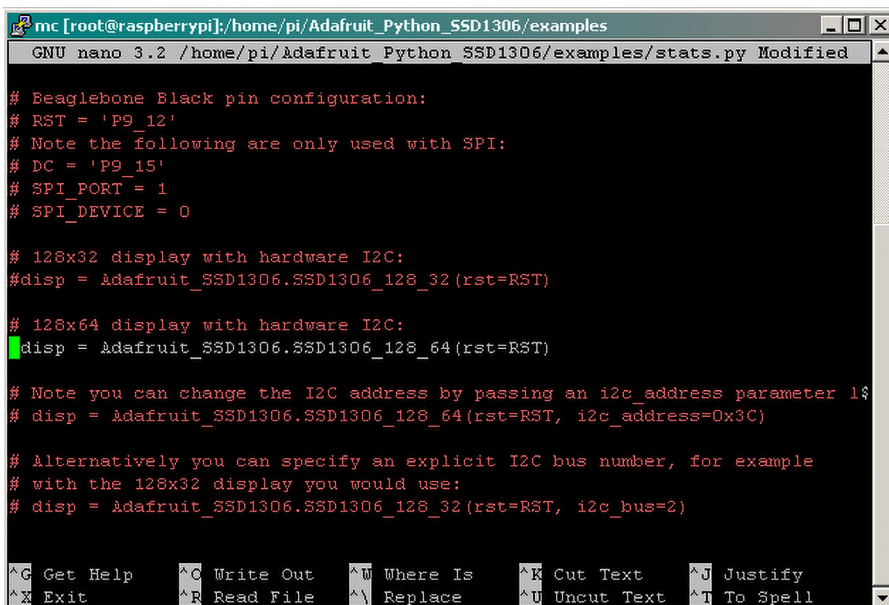 mc [root@raspberrypi]:/home/pi/Adafruit_Python_SSD1306/examples
GNU nano 3.2 /home/pi/Adafruit_Python_SSD1306/examples/stats.py Modified
# Beaglebone Black pin configuration:
# RST = 'P9_12'
# Note the following are only used with SPI:
# DC = 'P9_15'
# SPI_PORT = 1
# SPI_DEVICE = 0
# 128x32 display with hardware I2C:
#disp = Adafruit_SSD1306.SSD1306_128_32(rst=RST)
# 128x64 display with hardware I2C:
disp = Adafruit_SSD1306.SSD1306_128_64(rst=RST)
# Note you can change the I2C address by passing an i2c_address parameter l$
# disp = Adafruit_SSD1306.SSD1306_128_64(rst=RST, i2c_address=0x3C)
# Alternatively you can specify an explicit I2C bus number, for example
# with the 128x32 display you would use:
# disp = Adafruit_SSD1306.SSD1306_128_32(rst=RST, i2c_bus=2)
^G Get Help ^O Write Out ^W Where Is ^K Cut Text ^J Justify
^X Exit ^R Read File ^\ Replace ^U Uncut Text ^T To Spell